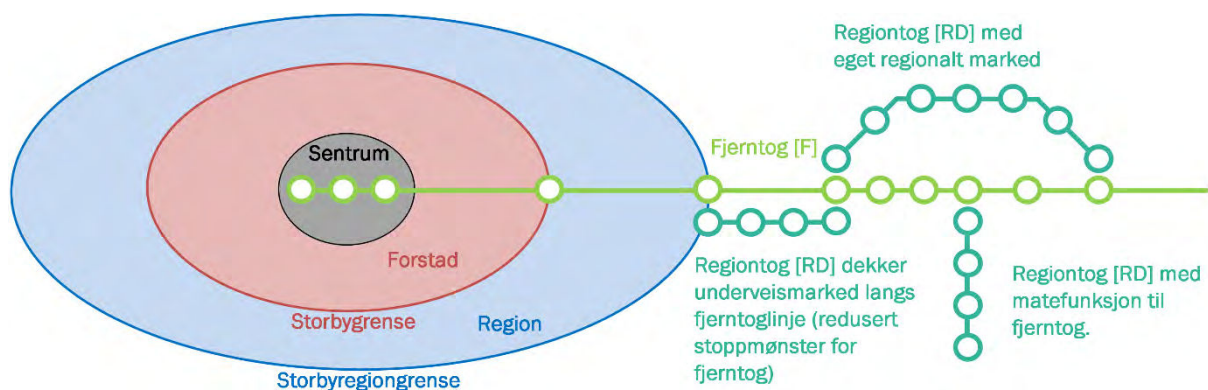 Regiontog [RD] med
eget regionalt marked
Sentrum
Fjerntog [F]
Forstad
Regiontog [RD] dekker
underveismarked langs
fjerntoglinje (redusert
stoppmønster for
fjerntog)
Regiontog [RD] med
matefunksjon til
fjerntog.
Storbygrense
Region
Storbyregiongrense